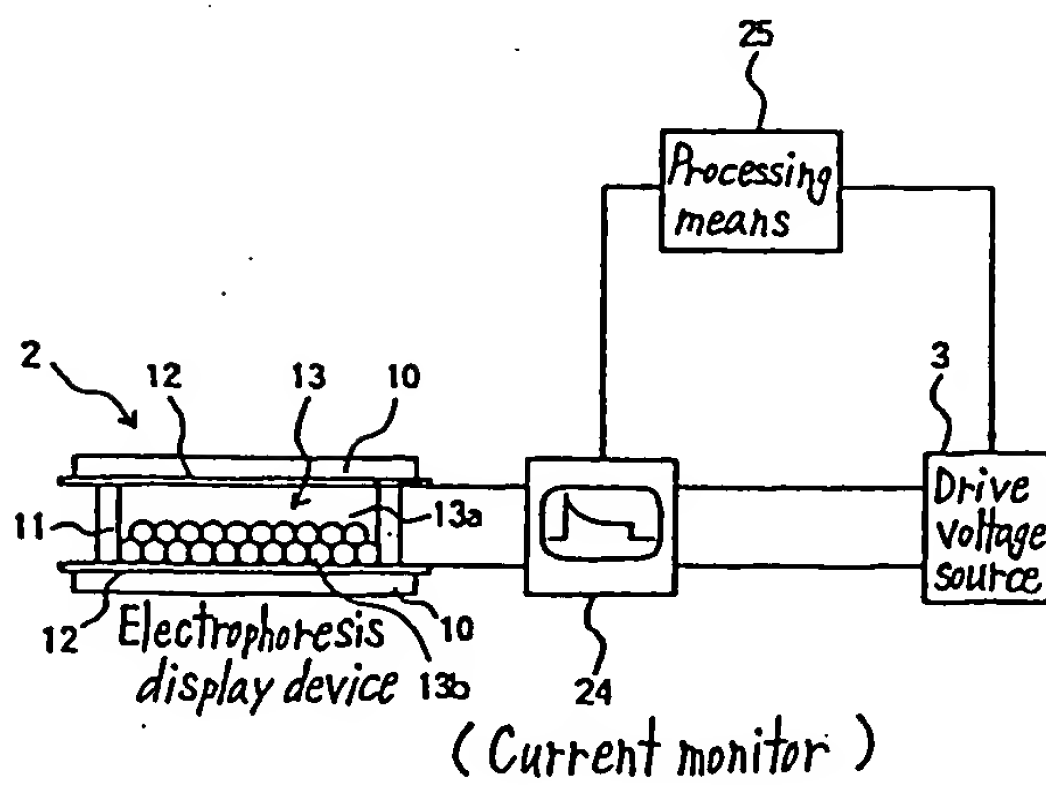 25
Processing
means
2
12
13
10
3
11
13a
Drive
voltage
source
12
10
13b
24
Electrophoresis
display device
(Current monitor)